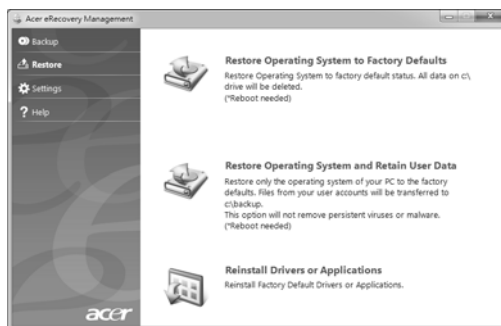 Acer eRecovery Management
Backup
Restore
Settings
Help
Restore Operating System to Factory Defaults
Restore Operating System to factory default status. All data on c:\
drive will be deleted.
(*Reboot needed)
Restore Operating System and Retain User Data
Restore only the operating system of your PC to the factory
defaults. Files from your user accounts will be transferred to
c:\backup.
This option will not remove persistent viruses or malware.
(*Reboot needed)
Reinstall Drivers or Applications
Reinstall Factory Default Drivers or Applications.
acer